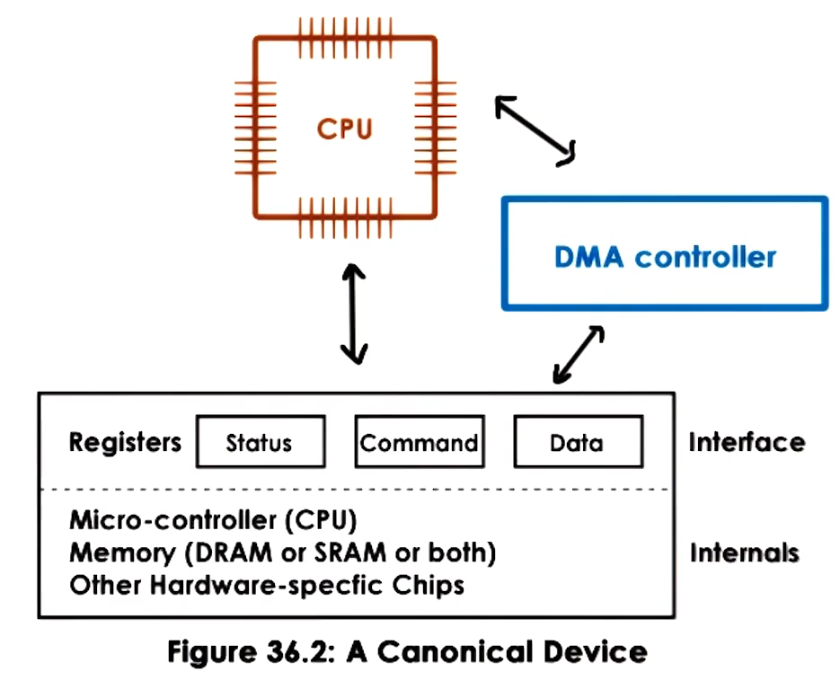 CPU
DMA controller
Registers Status Command Data Interface
Micro-controller (CPU)
Memory (DRAM or SRAM or both) Internals
Other Hardware-specfic Chips
Figure 36.2: A Canonical Device